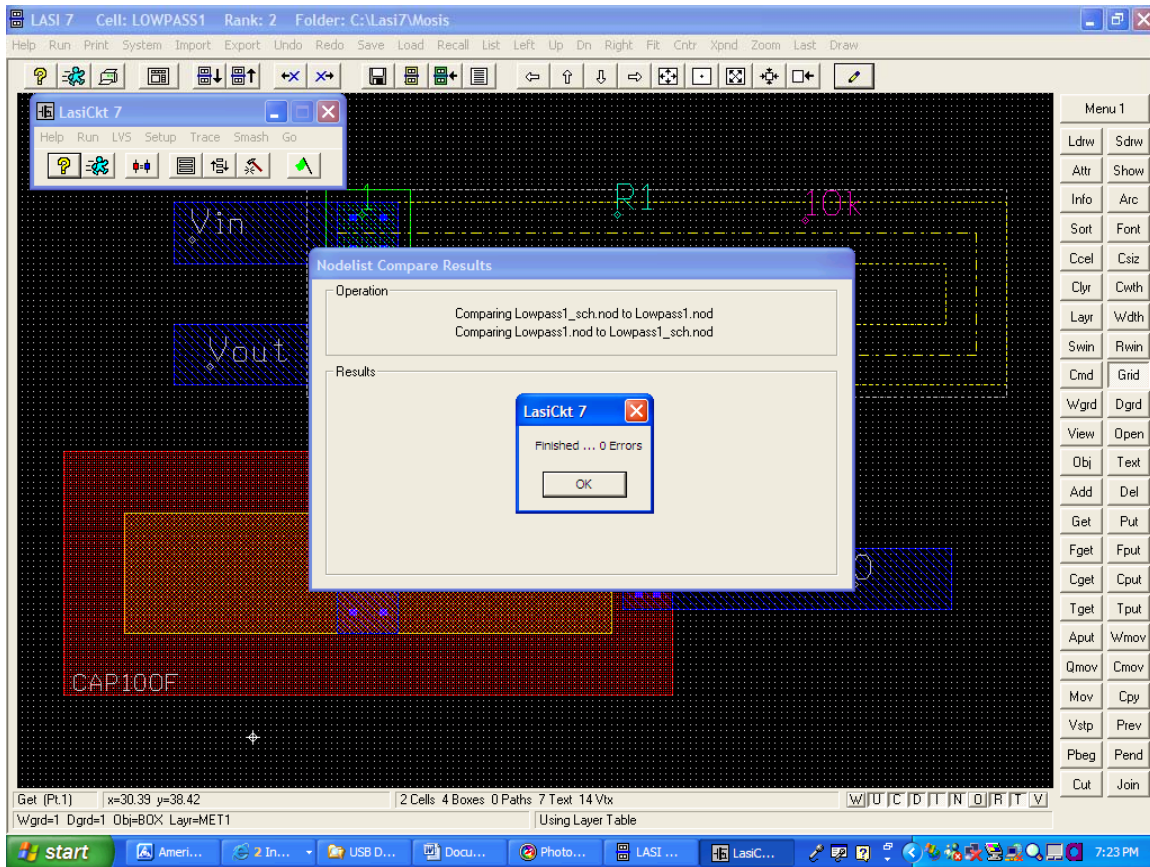 LASI 7 Cell: LOWPASS1 Rank: 2 Folder: C:\Lasi7\Mosis
Help Run Print System Import Export Undo Redo Save Load Recall List Left Up Dn Right Fit Cntr Xpnd Zoom Last Draw
LasiCkt 7
Help Run LVS Setup Trace Smash Go
1
R1
10k
Vin
Vout
Nodelist Compare Results
Operation
Comparing Lowpass1_sch.nod to Lowpass1.nod
Comparing Lowpass1.nod to Lowpass1_sch.nod
Results
LasiCkt 7
Finished ... 0 Errors
OK
CAP100F
Menu 1
Ldrw Sdrw
Attr Show
Info Arc
Sort Font
Ccel Csiz
Clyr Cwth
Layr Wdth
Swin Rwin
Cmd Grid
Wgrd Dgrd
View Open
Obj Text
Add Del
Get Put
Fget Fput
Cget Cput
Tget Tput
Aput Wmov
Qmov Cmov
Mov Cpy
Vstp Prev
Pbeg Pend
Cut Join
Get (Pt.1) x=30.39 y=38.42 2 Cells 4 Boxes 0 Paths 7 Text 14 Vtx W U C D T N O R T V
Wgrd=1 Dgrd=1 Obj=BOX Layr=MET1 Using Layer Table
start Ameri... 2 In... USB D... Docu... Photo... LASI ... LasiC... 7:23 PM